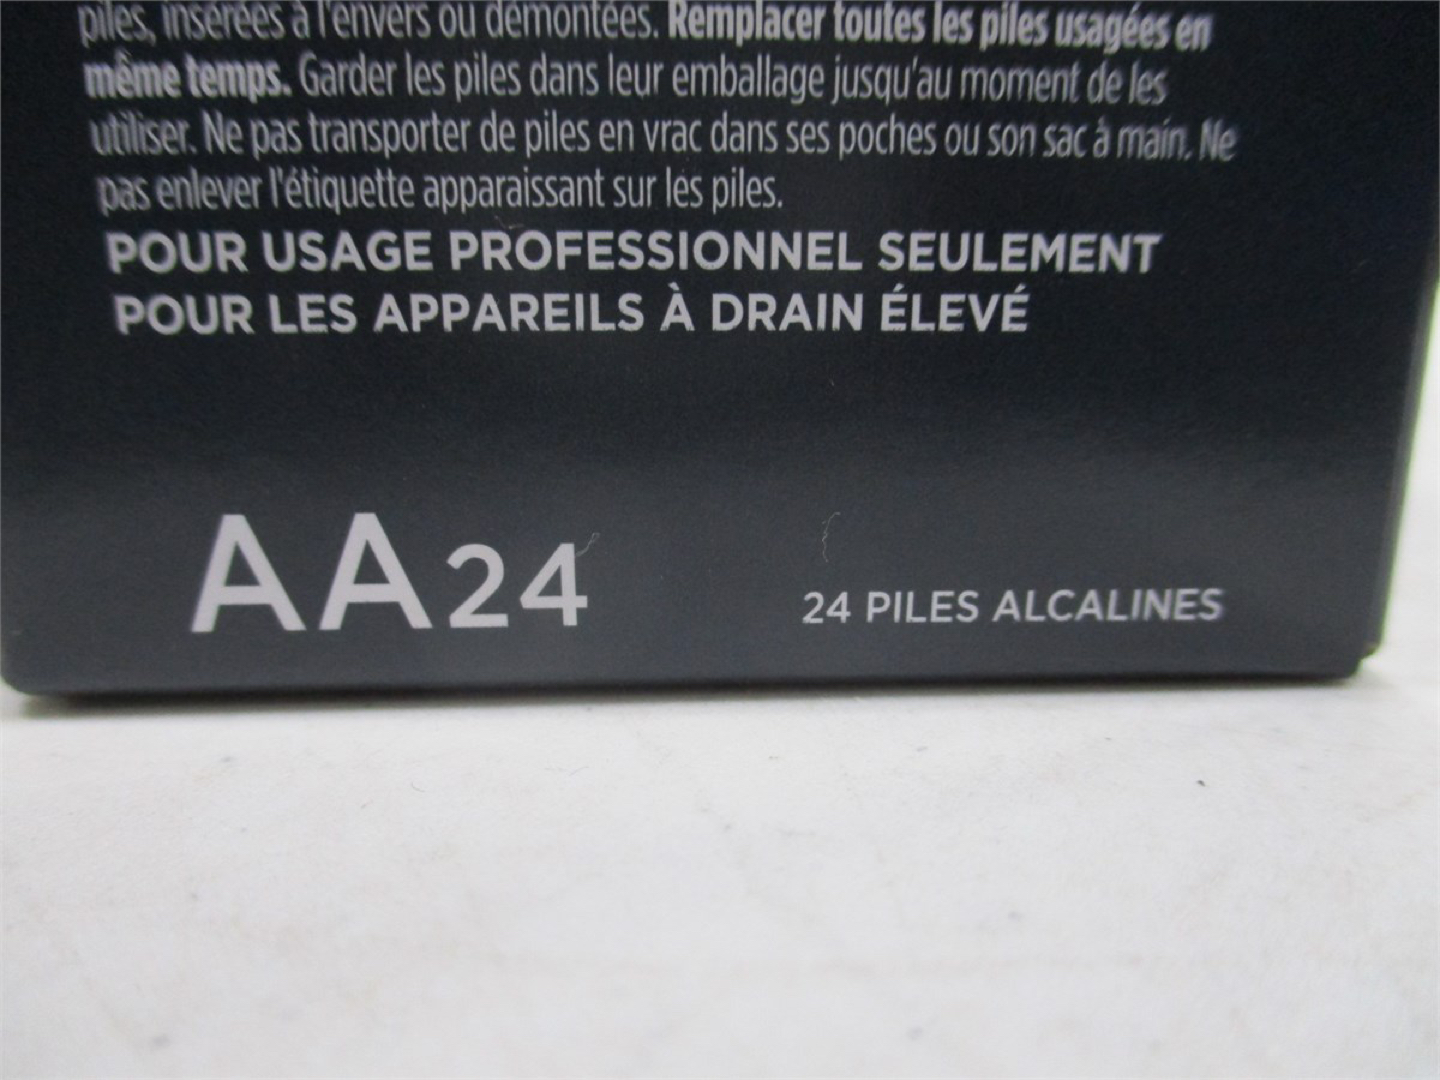 piles, insérées à l'envers ou démontées. Remplacer toutes les piles usagées en
même temps. Garder les piles dans leur emballage jusqu'au moment de les
utiliser. Ne pas transporter de piles en vrac dans ses poches ou son sac à main. Ne
pas enlever l'étiquette apparaissant sur les piles.
POUR USAGE PROFESSIONNEL SEULEMENT
POUR LES APPAREILS À DRAIN ÉLEVÉ
AA24
24 PILES ALCALINES